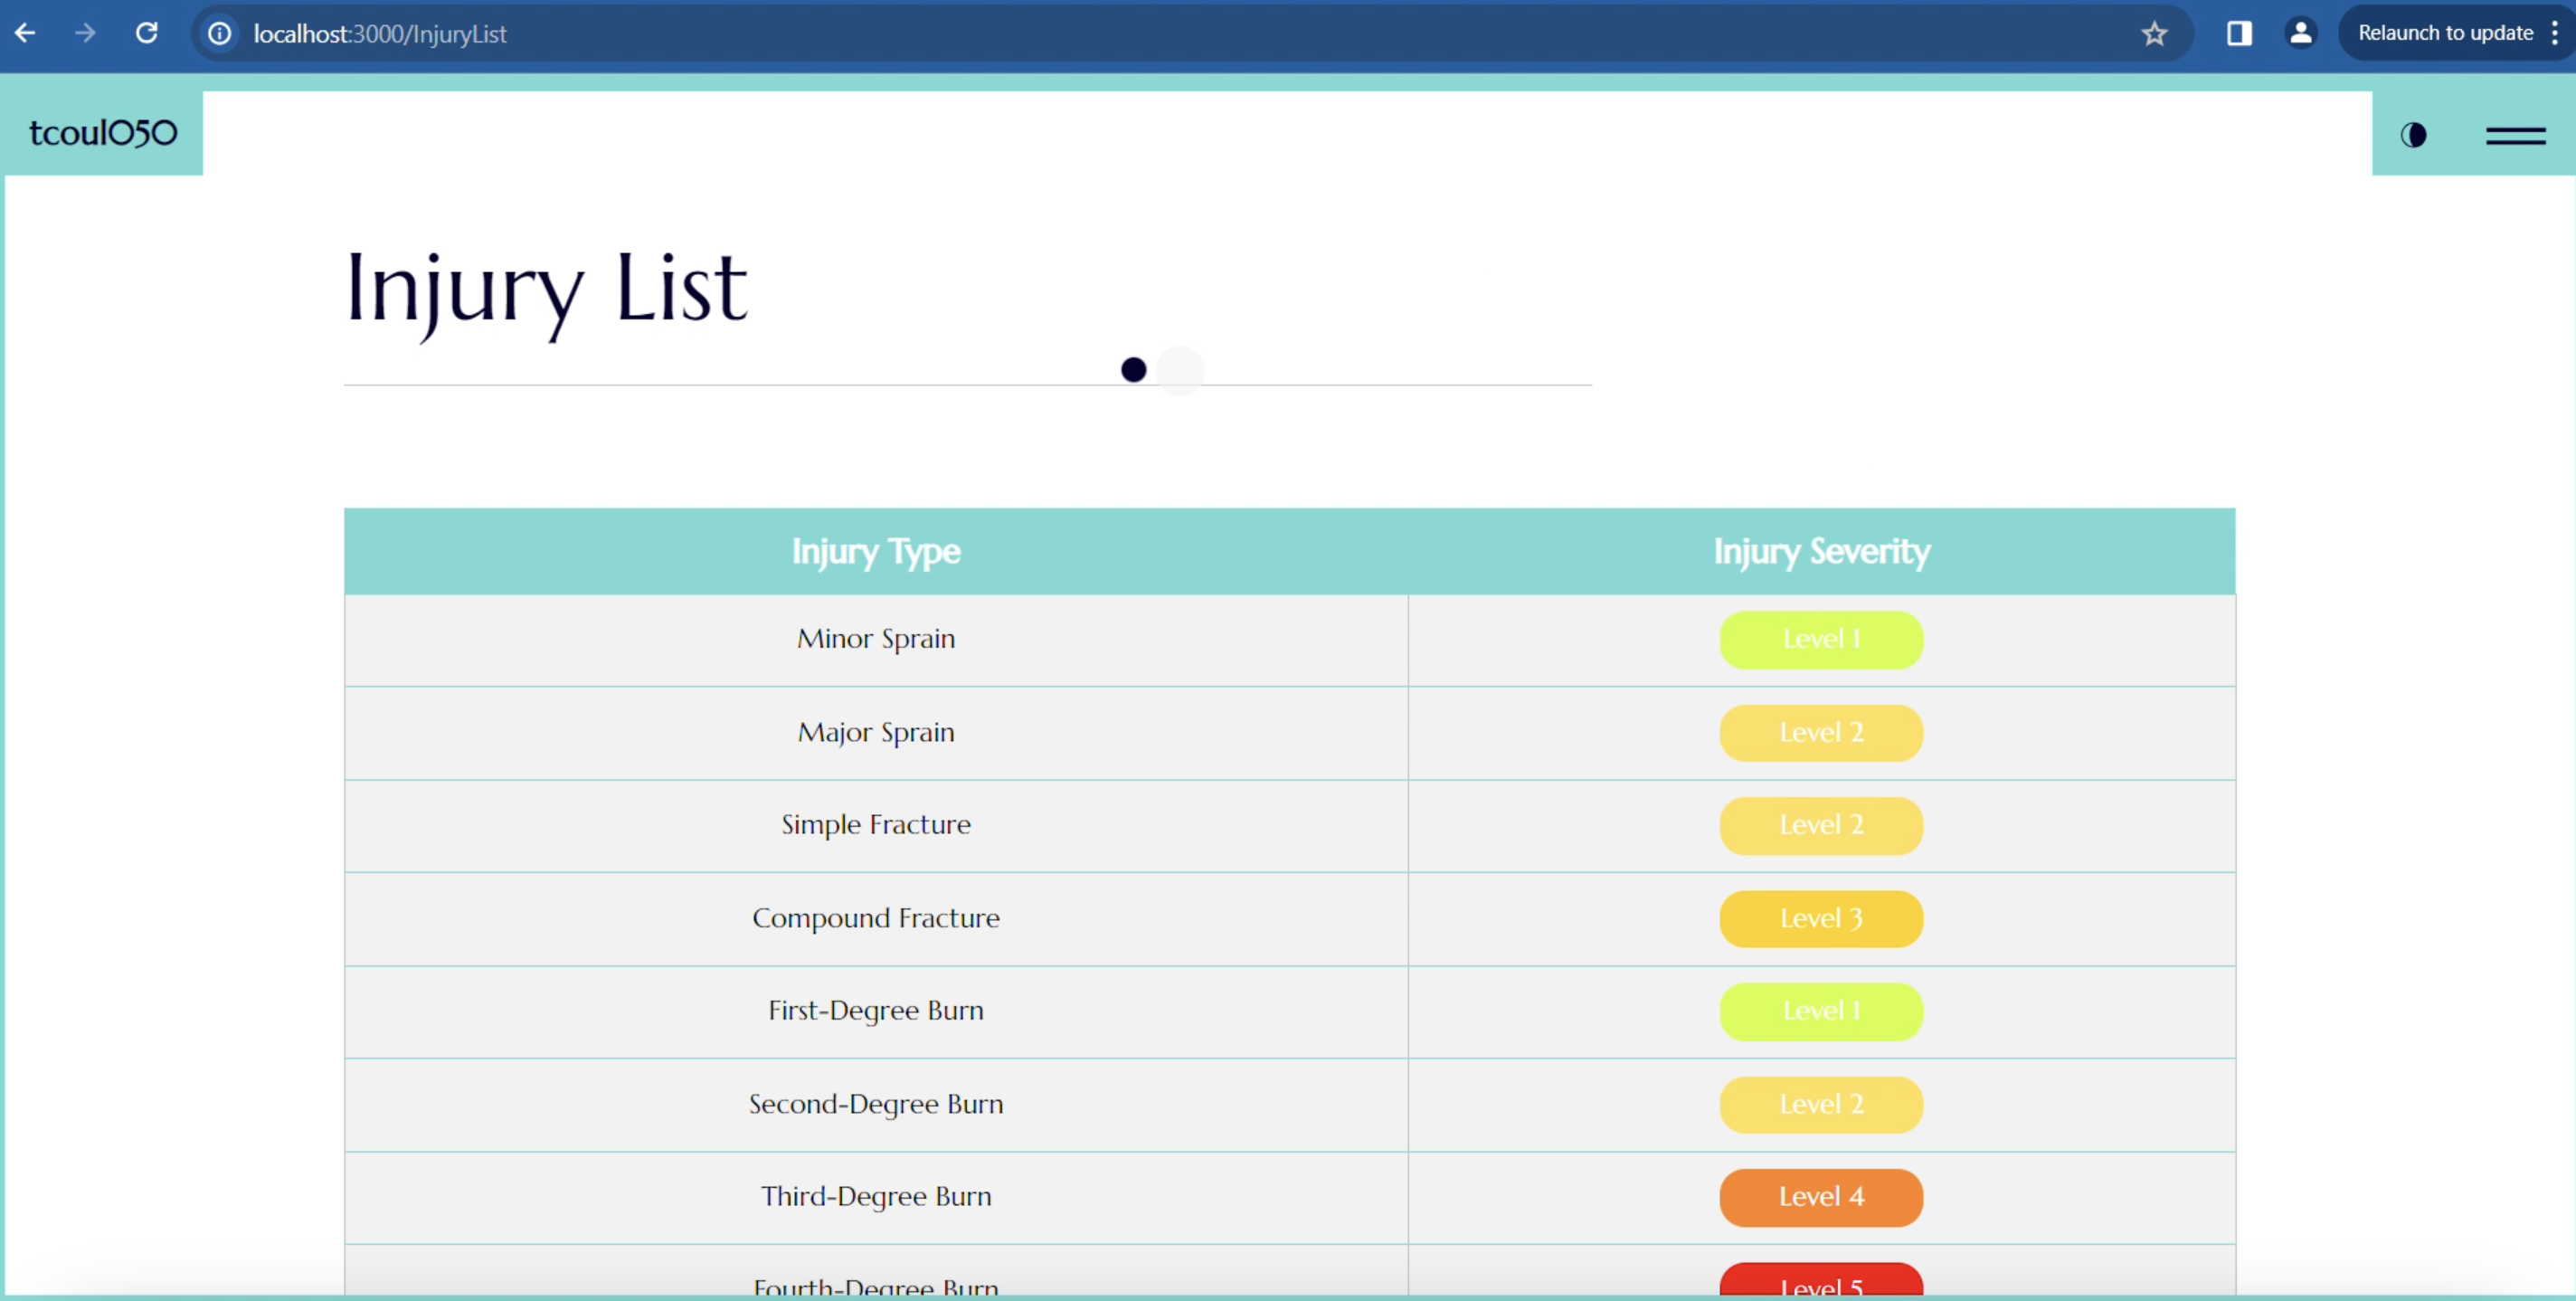 localhost:3000/InjuryList
Relaunch to update
tcoul050
Injury List
Injury Type Injury Severity
Minor Sprain Level 1
Major Sprain Level 2
Simple Fracture Level 2
Compound Fracture Level 3
First-Degree Burn Level 1
Second-Degree Burn Level 2
Third-Degree Burn Level 4
Fourth-Degree Burn Level 5